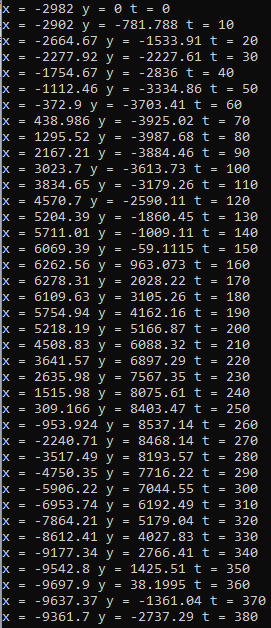 x = -2982 y = 0 t = 0
x = -2902 y = -781.788 t = 10
x = -2664.67 y = -1533.91 t = 20
x = -2277.92 y = -2227.61 t = 30
x = -1754.67 y = -2836 t = 40
x = -1112.46 y = -3334.86 t = 50
x = -372.9 y = -3703.41 t = 60
x = 438.986 y = -3925.02 t = 70
x = 1295.52 y = -3987.68 t = 80
x = 2167.21 y = -3884.46 t = 90
x = 3023.7 y = -3613.73 t = 100
x = 3834.65 y = -3179.26 t = 110
x = 4570.7 y = -2590.11 t = 120
x = 5204.39 y = -1860.45 t = 130
x = 5711.01 y = -1009.11 t = 140
x = 6069.39 y = -59.1115 t = 150
x = 6262.56 y = 963.073 t = 160
x = 6278.31 y = 2028.22 t = 170
x = 6109.63 y = 3105.26 t = 180
x = 5754.94 y = 4162.16 t = 190
x = 5218.19 y = 5166.87 t = 200
x = 4508.83 y = 6088.32 t = 210
x = 3641.57 y = 6897.29 t = 220
x = 2635.98 y = 7567.35 t = 230
x = 1515.98 y = 8075.61 t = 240
x = 309.166 y = 8403.47 t = 250
x = -953.924 y = 8537.14 t = 260
x = -2240.71 y = 8468.14 t = 270
x = -3517.49 y = 8193.57 t = 280
x = -4750.35 y = 7716.22 t = 290
x = -5906.22 y = 7044.55 t = 300
x = -6953.74 y = 6192.49 t = 310
x = -7864.21 y = 5179.04 t = 320
x = -8612.41 y = 4027.83 t = 330
x = -9177.34 y = 2766.41 t = 340
x = -9542.8 y = 1425.51 t = 350
x = -9697.9 y = 38.1995 t = 360
x = -9637.37 y = -1361.04 t = 370
x = -9361.7 y = -2737.29 t = 380